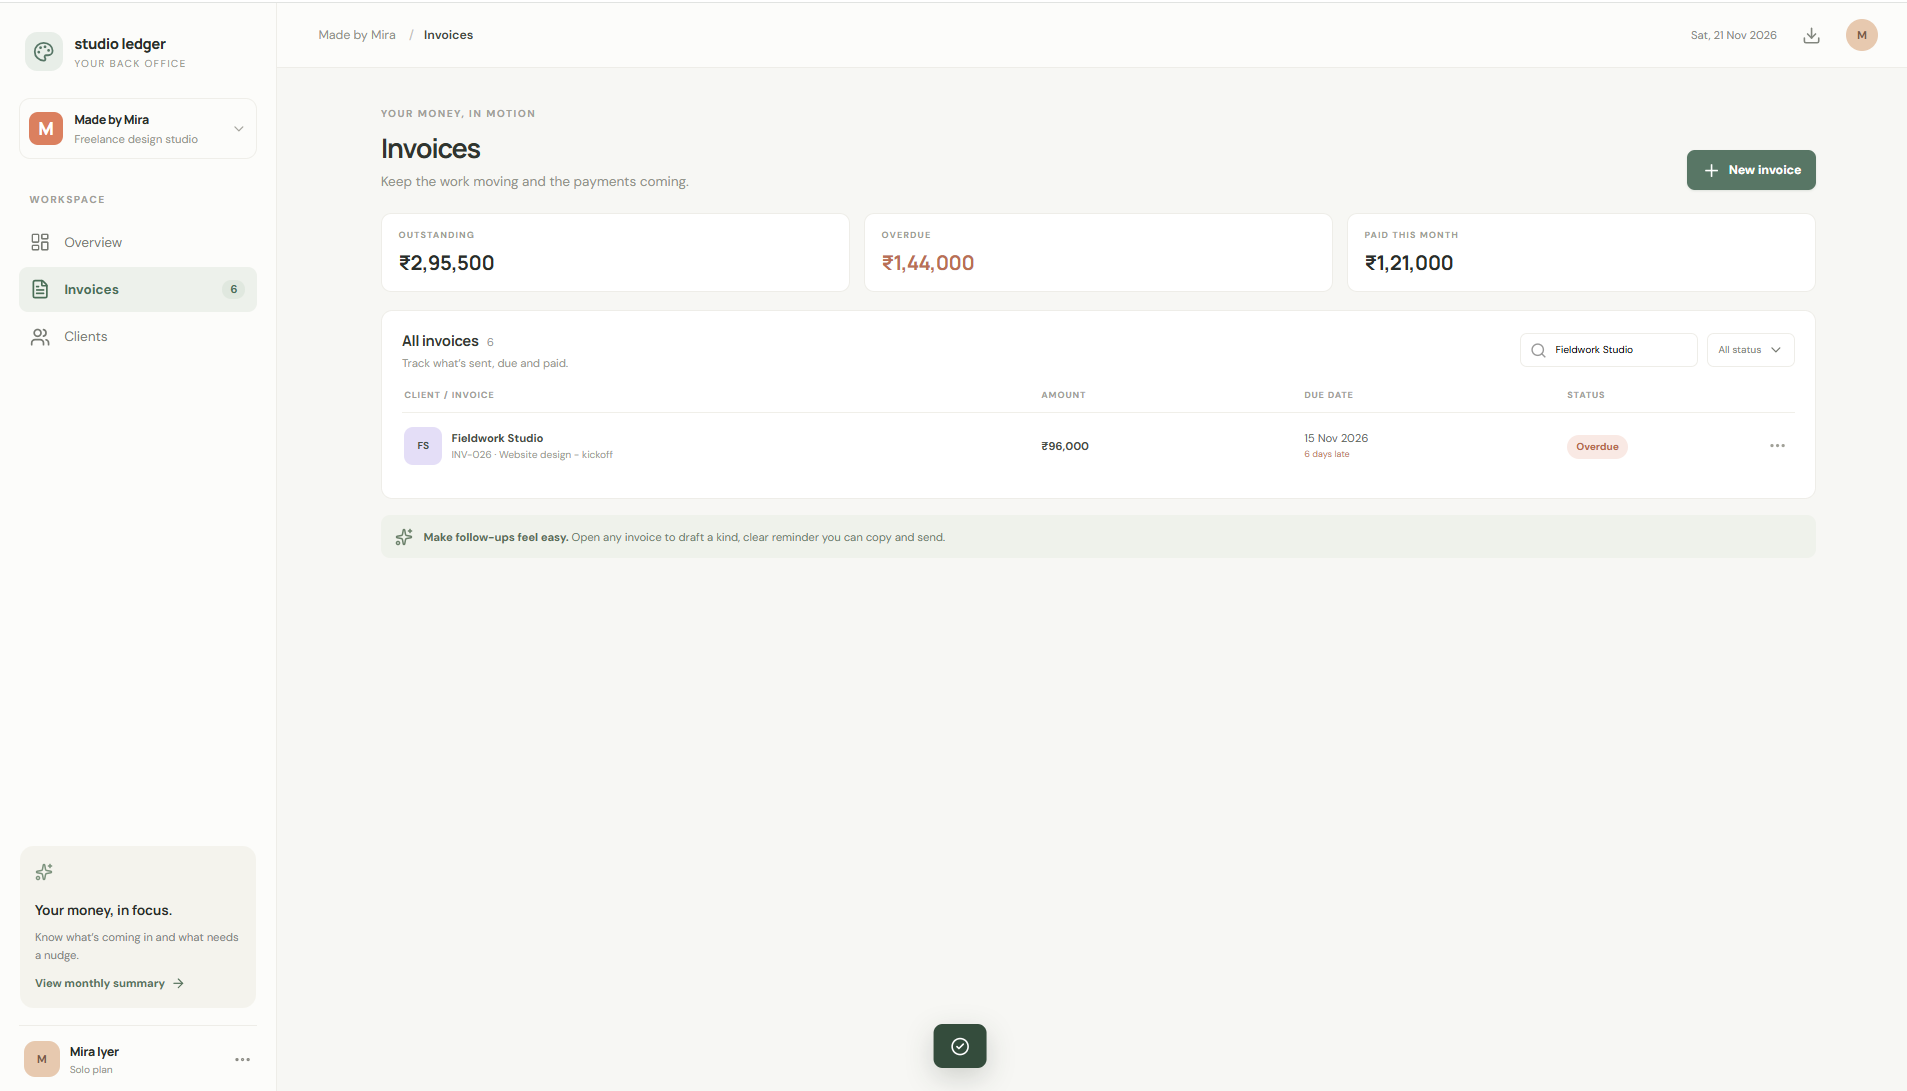 studio ledger
YOUR BACK OFFICE
M
Made by Mira
Freelance design studio
WORKSPACE
Overview
Invoices 6
Clients
Your money, in focus.
Know what's coming in and what needs
a nudge.
View monthly summary
M
Mira Iyer
Solo plan
Made by Mira / Invoices
Sat, 21 Nov 2026
M
YOUR MONEY, IN MOTION
Invoices
Keep the work moving and the payments coming.
New invoice
OUTSTANDING
₹2,95,500
OVERDUE
₹1,44,000
PAID THIS MONTH
₹1,21,000
All invoices 6
Track what's sent, due and paid.
Fieldwork Studio
All status
CLIENT / INVOICE AMOUNT DUE DATE STATUS
FS
Fieldwork Studio
INV-026 · Website design – kickoff
₹96,000
15 Nov 2026
6 days late
Overdue
Make follow-ups feel easy. Open any invoice to draft a kind, clear reminder you can copy and send.